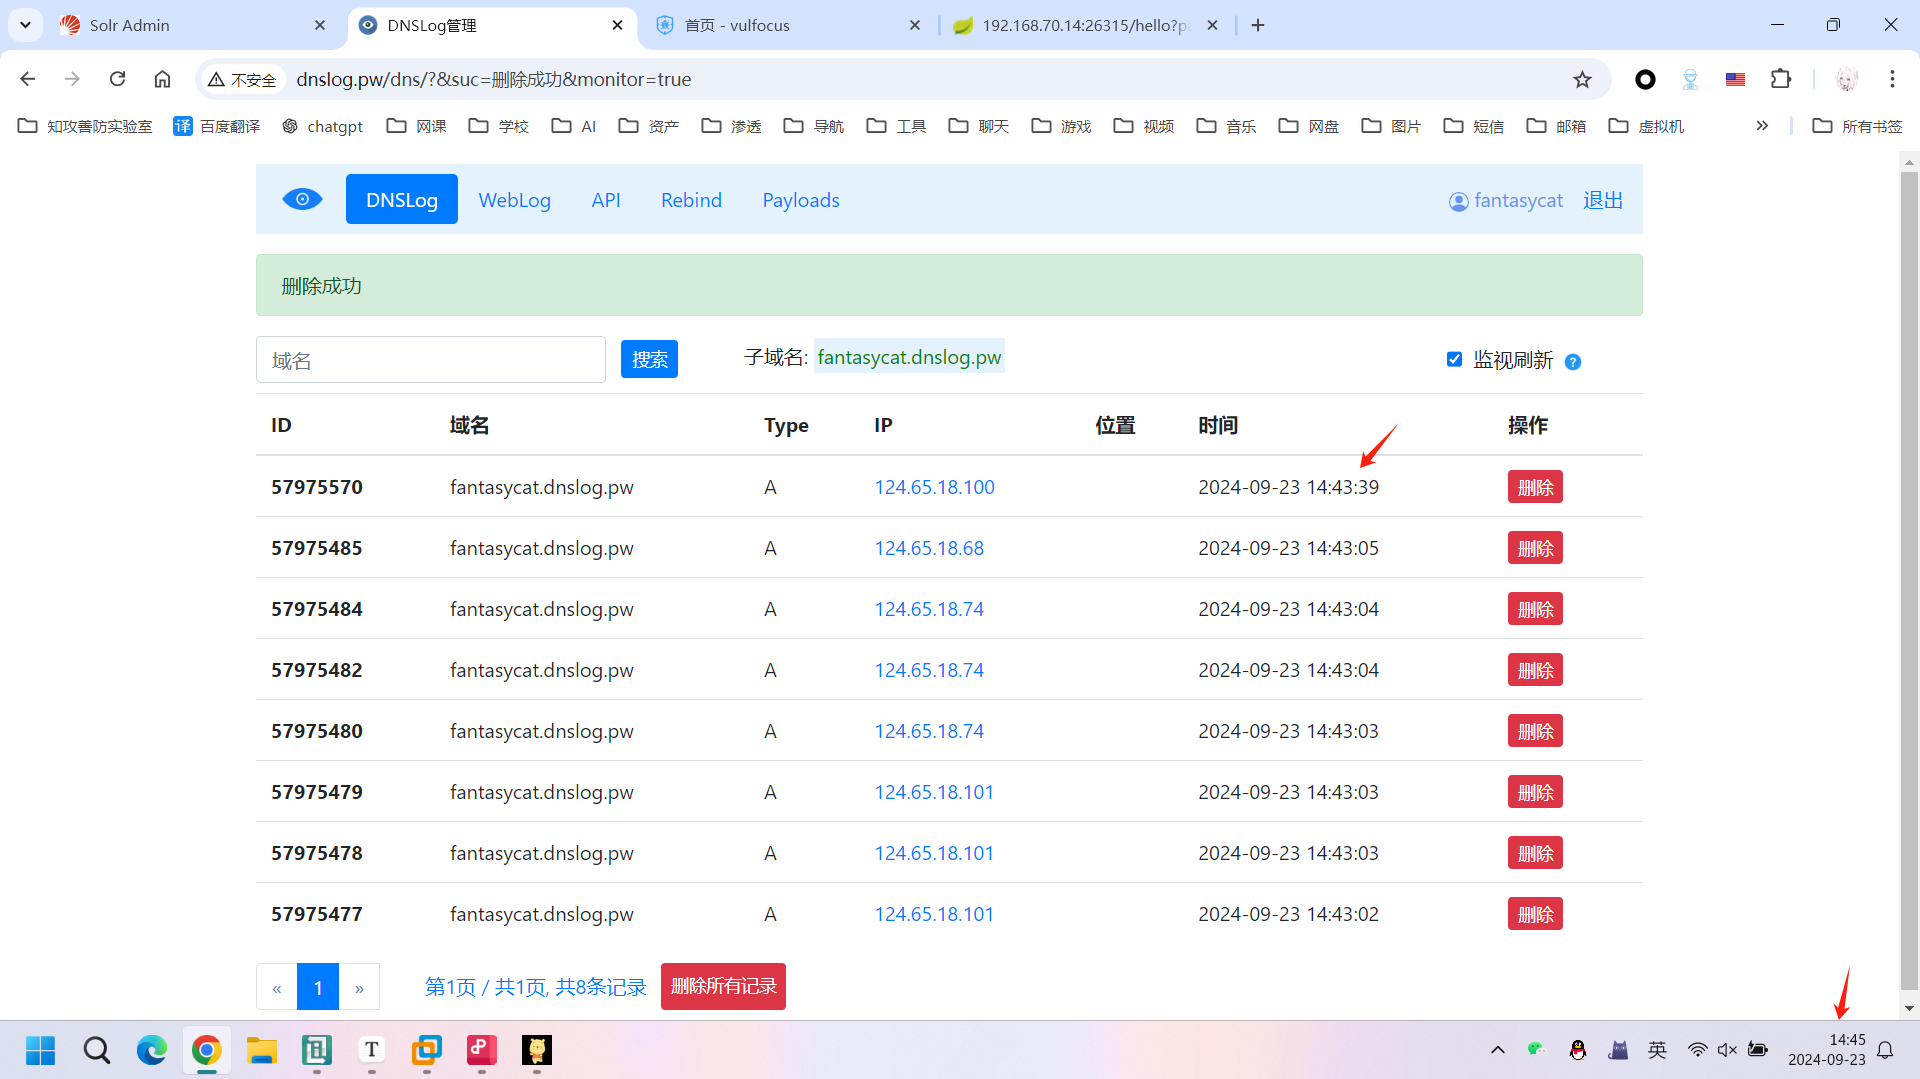 Solr Admin
DNSLog管理
首页 - vulfocus
192.168.70.14:26315/hello?pa
不安全
dnslog.pw/dns/?&suc=删除成功&monitor=true
知攻善防实验室
百度翻译
chatgpt
网课
学校
AI
资产
渗透
导航
工具
聊天
游戏
视频
音乐
网盘
图片
短信
邮箱
虚拟机
所有书签
DNSLog
WebLog
API
Rebind
Payloads
fantasycat
退出
删除成功
域名
搜索
子域名: fantasycat.dnslog.pw
监视刷新
ID 域名 Type IP 位置 时间 操作
57975570 fantasycat.dnslog.pw A 124.65.18.100 2024-09-23 14:43:39 删除
57975485 fantasycat.dnslog.pw A 124.65.18.68 2024-09-23 14:43:05 删除
57975484 fantasycat.dnslog.pw A 124.65.18.74 2024-09-23 14:43:04 删除
57975482 fantasycat.dnslog.pw A 124.65.18.74 2024-09-23 14:43:04 删除
57975480 fantasycat.dnslog.pw A 124.65.18.74 2024-09-23 14:43:03 删除
57975479 fantasycat.dnslog.pw A 124.65.18.101 2024-09-23 14:43:03 删除
57975478 fantasycat.dnslog.pw A 124.65.18.101 2024-09-23 14:43:03 删除
57975477 fantasycat.dnslog.pw A 124.65.18.101 2024-09-23 14:43:02 删除
« 1 »
第1页 / 共1页, 共8条记录
删除所有记录
英
14:45
2024-09-23